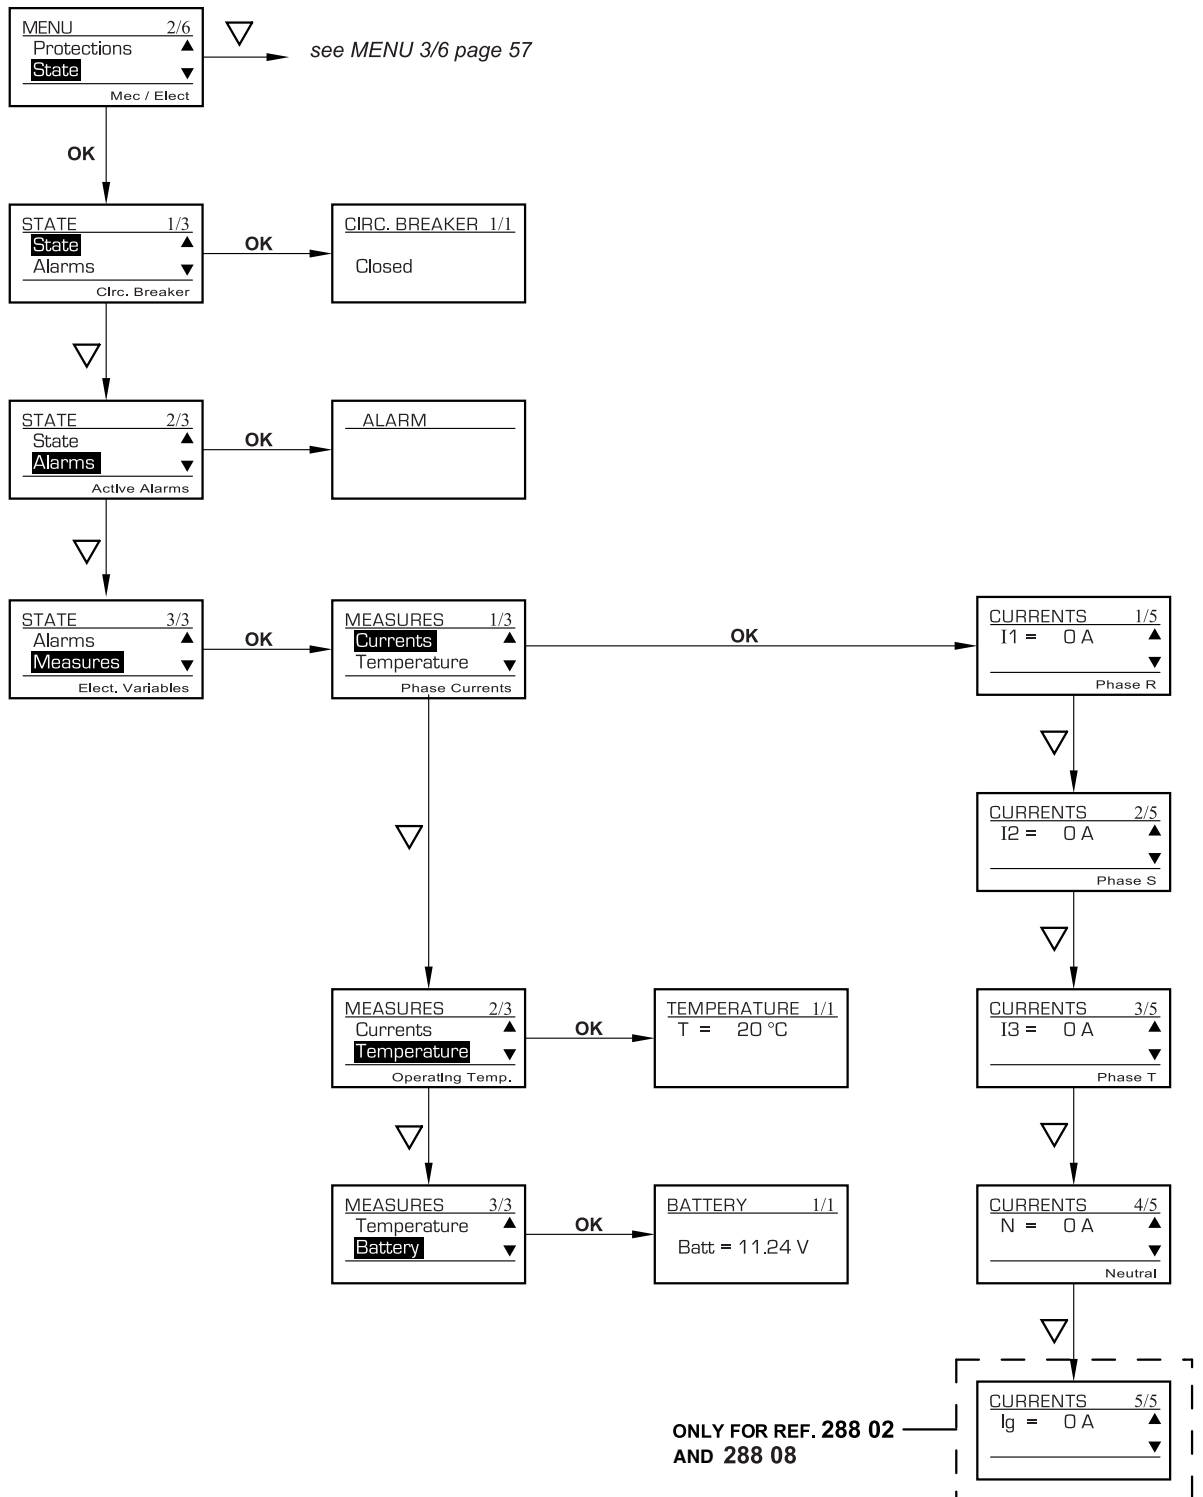 MENU 2/6
Protections
State
Mec / Elect
see MENU 3/6 page 57
OK
STATE 1/3
State
Alarms
Circ. Breaker
OK
CIRC. BREAKER 1/1
Closed
STATE 2/3
State
Alarms
Active Alarms
OK
ALARM
STATE 3/3
Alarms
Measures
Elect. Variables
OK
MEASURES 1/3
Currents
Temperature
Phase Currents
OK
CURRENTS 1/5
I1 = 0 A
Phase R
CURRENTS 2/5
I2 = 0 A
Phase S
MEASURES 2/3
Currents
Temperature
Operating Temp.
OK
TEMPERATURE 1/1
T = 20 °C
CURRENTS 3/5
I3 = 0 A
Phase T
MEASURES 3/3
Temperature
Battery
OK
BATTERY 1/1
Batt = 11.24 V
CURRENTS 4/5
N = 0 A
Neutral
ONLY FOR REF. 288 02
AND 288 08
CURRENTS 5/5
Ig = 0 A